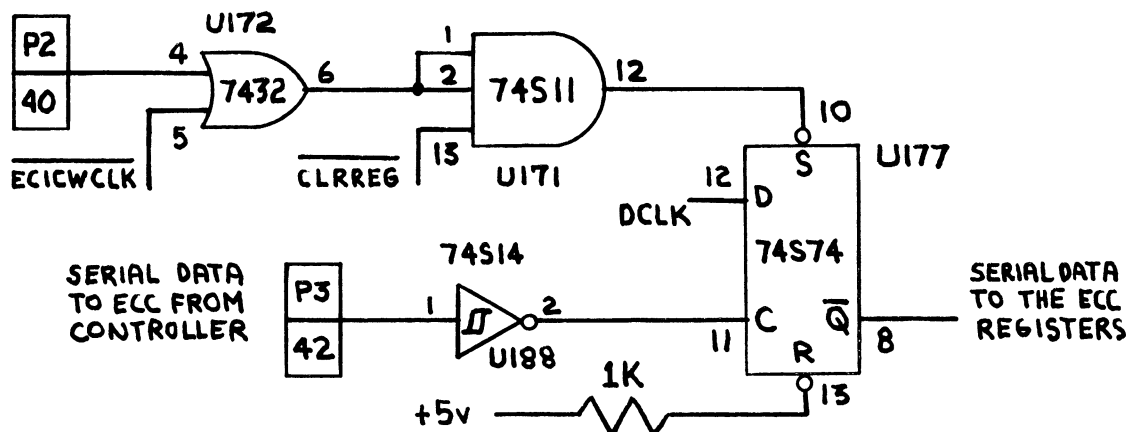 P2
40
U172
4
7432
6
5
ECICWCLK
1
2
74S11
12
13
CLRREG
U171
10
S
U177
12
D
DCLK
74S74
74S14
SERIAL DATA
TO ECC FROM
CONTROLLER
P3
42
1
2
U188
11
C
Q
8
R
13
SERIAL DATA
TO THE ECC
REGISTERS
1K
+5v